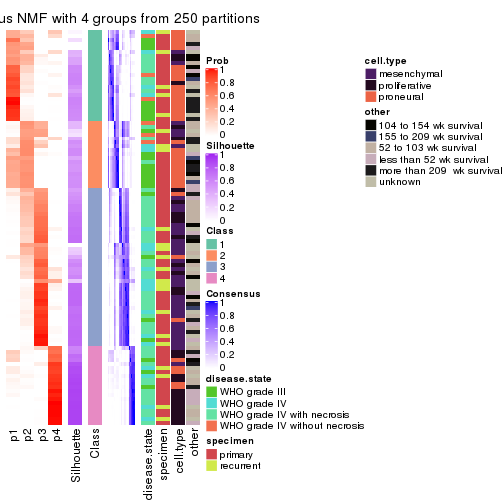 us NMF with 4 groups from 250 partitions
Prob
1
0.8
0.6
0.4
0.2
0
Silhouette
1
0.8
0.6
0.4
0.2
0
Class
1
2
3
4
Consensus
1
0.8
0.6
0.4
0.2
0
disease.state
WHO grade III
WHO grade IV
WHO grade IV with necrosis
WHO grade IV without necrosis
specimen
primary
recurrent
cell.type
mesenchymal
proliferative
proneural
other
104 to 154 wk survival
155 to 209 wk survival
52 to 103 wk survival
less than 52 wk survival
more than 209  wk survival
unknown
p1
p2
p3
p4
Silhouette
Class
disease.state
specimen
cell.type
other